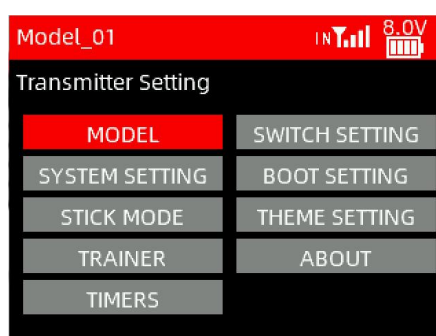 Model_01 IN 8.0V
Transmitter Setting
MODEL SWITCH SETTING
SYSTEM SETTING BOOT SETTING
STICK MODE THEME SETTING
TRAINER ABOUT
TIMERS